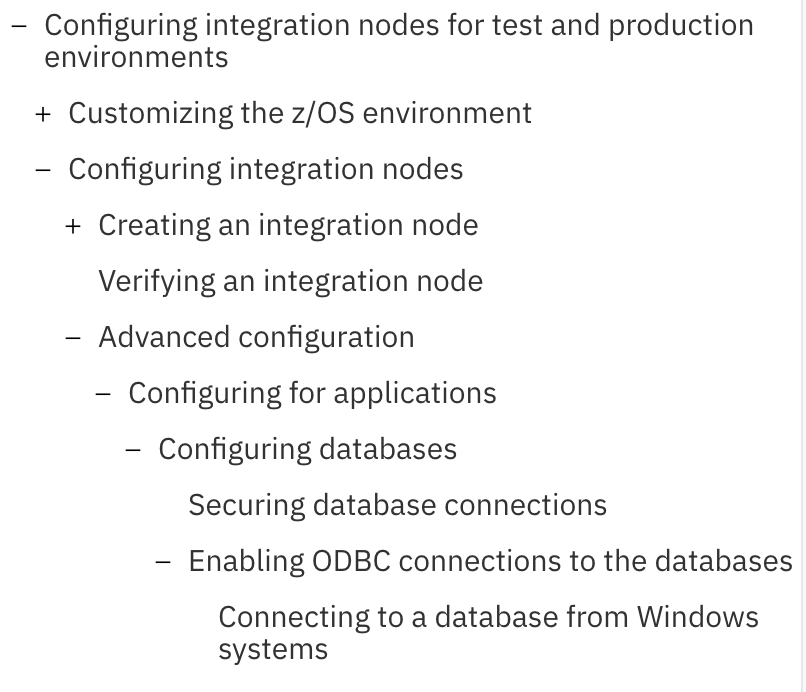 – Configuring integration nodes for test and production
environments
+ Customizing the z/OS environment
– Configuring integration nodes
+ Creating an integration node
Verifying an integration node
– Advanced configuration
– Configuring for applications
– Configuring databases
Securing database connections
– Enabling ODBC connections to the databases
Connecting to a database from Windows
systems